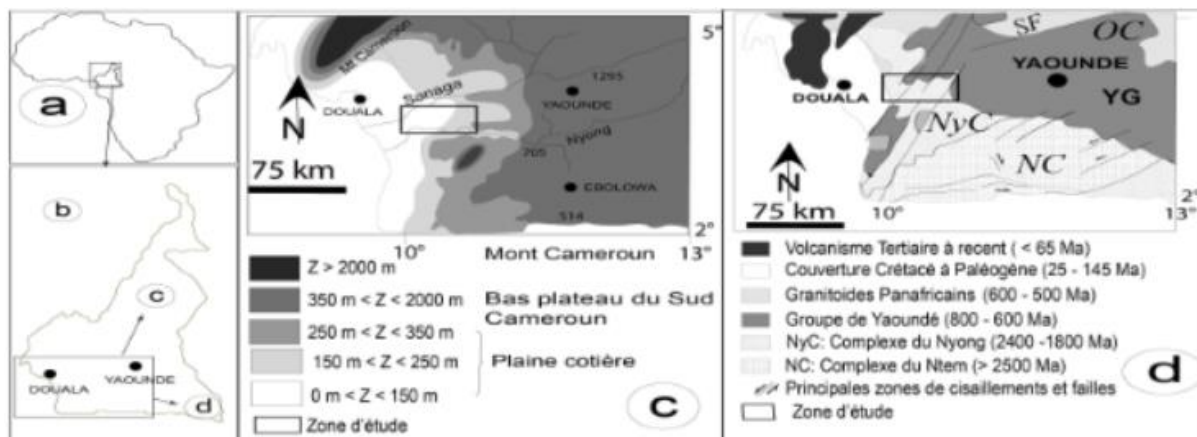 a
b
c
DOUALA
YAOUNDE
d
Mt Cameroun
5°
1295
Sanaga
DOUALA
YAOUNDE
N
Nyong
705
75 km
EBOLOWA
514
2°
10°
13°
Mont Cameroun
Z > 2000 m
350 m < Z < 2000 m
Bas plateau du Sud
Cameroun
250 m < Z < 350 m
Plaine cotière
150 m < Z < 250 m
0 m < Z < 150 m
Zone d'étude
c
5°
SF
OC
YAOUNDE
DOUALA
YG
NyC
N
NC
75 km
10°
2°
13°
Volcanisme Tertiaire à recent ( < 65 Ma)
Couverture Crétacé à Paléogène (25 - 145 Ma)
Granitoides Panafricains (600 - 500 Ma)
Groupe de Yaoundé (800 - 600 Ma)
NyC: Complexe du Nyong (2400 -1800 Ma)
NC: Complexe du Ntem (> 2500 Ma)
Principales zones de cisaillements et failles
Zone d'étude
d